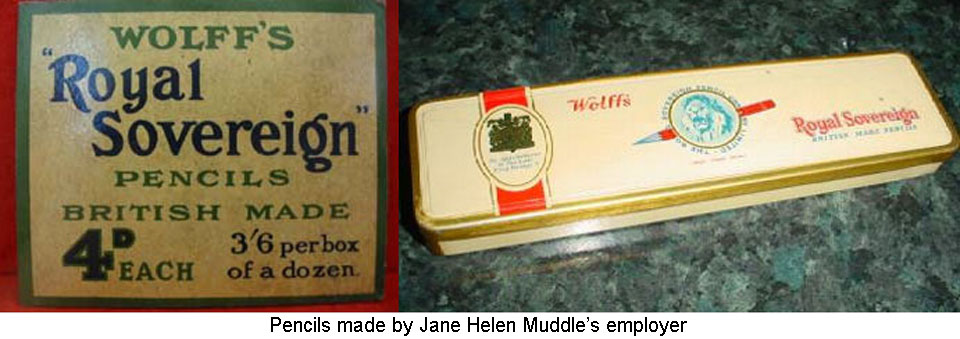 WOLFF'S
"Royal
Sovereign"
PENCILS
BRITISH MADE
4D EACH
3'6 per box
of a dozen.
Wolff's
Royal Sovereign
BRITISH MADE PENCILS
Pencils made by Jane Helen Muddle's employer